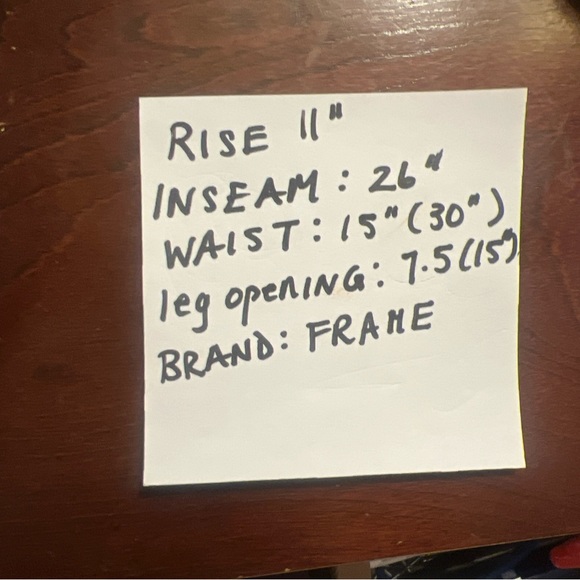 RISE 11"
INSEAM: 26"
WAIST: 15" (30")
leg opening: 7.5 (15")
BRAND: FRAME